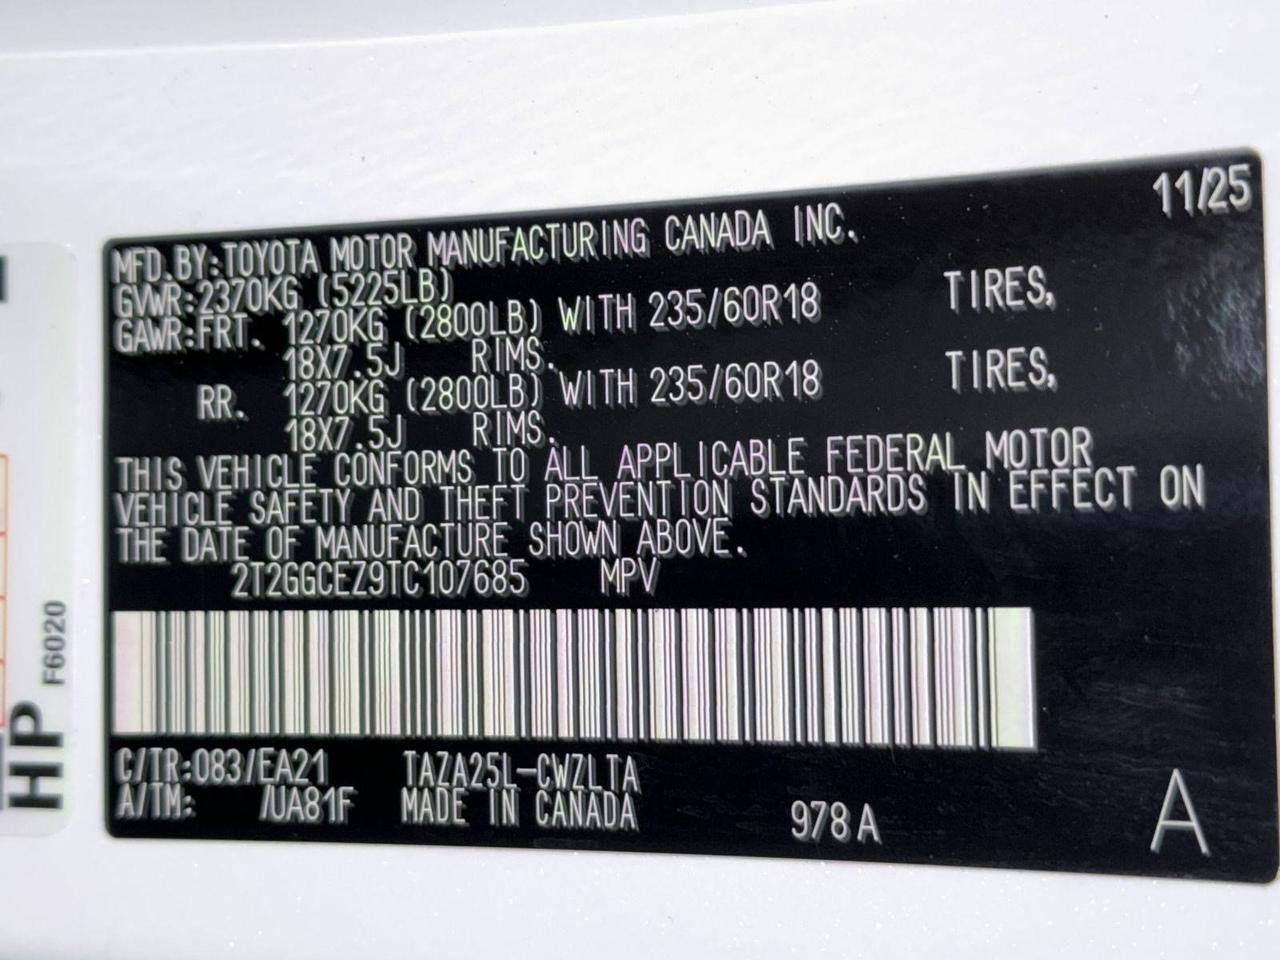 11/25
MFD.BY:TOYOTA MOTOR MANUFACTURING CANADA INC.
GVWR:2370KG (5225LB)
GAWR:FRT. 1270KG (2800LB) WITH 235/60R18 TIRES,
18X7.5J RIMS.
RR. 1270KG (2800LB) WITH 235/60R18 TIRES,
18X7.5J RIMS.
THIS VEHICLE CONFORMS TO ALL APPLICABLE FEDERAL MOTOR
VEHICLE SAFETY AND THEFT PREVENTION STANDARDS IN EFFECT ON
THE DATE OF MANUFACTURE SHOWN ABOVE.
2T2GGCEZ9TC107685 MPV
C/TR:083/EA21 TAZA25L-CWZLTA
A/TM: /UA81F MADE IN CANADA 978A A
HP F6020